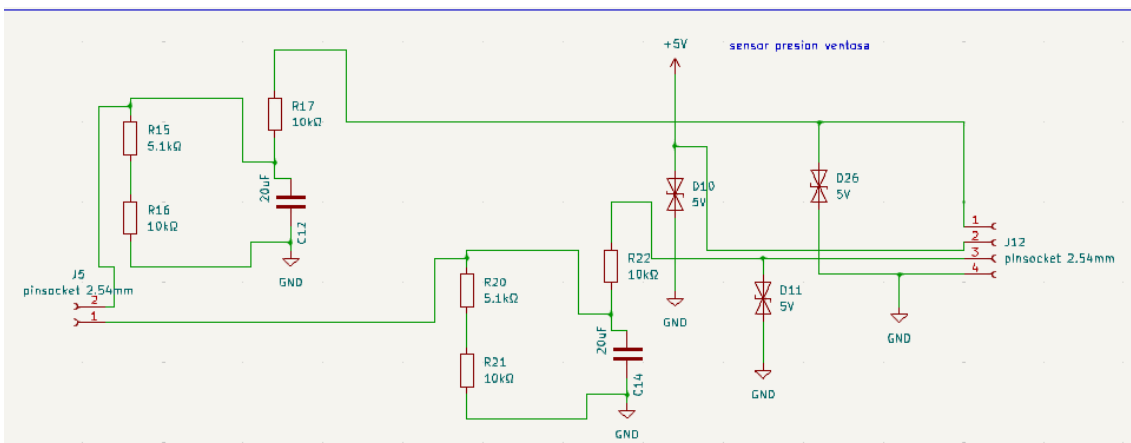 +5V
sensor presion ventasa
R17
10kΩ
R15
5.1kΩ
20uF
C12
R16
10kΩ
GND
D10
5V
D26
5V
1
2
3
4
J12
pinsocket 2.54mm
R22
10kΩ
J5
pinsocket 2.54mm
2
1
R20
5.1kΩ
D11
5V
GND
GND
20uF
C14
R21
10kΩ
GND
GND